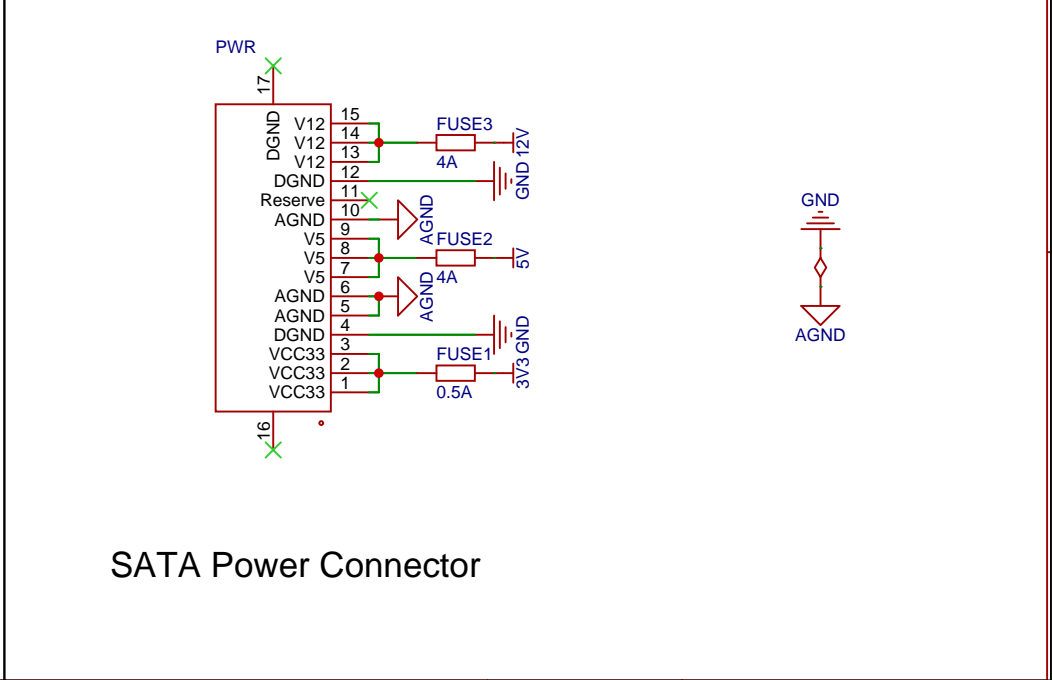 PWR
17
DGND
V12 15
V12 14
V12 13
DGND 12
Reserve 11
AGND 10
V5 9
V5 8
V5 7
AGND 6
AGND 5
DGND 4
VCC33 3
VCC33 2
VCC33 1
16
FUSE3
4A
12V
GND
AGND
FUSE2
4A
5V
AGND
GND
FUSE1
0.5A
3V3
GND
AGND
SATA Power Connector